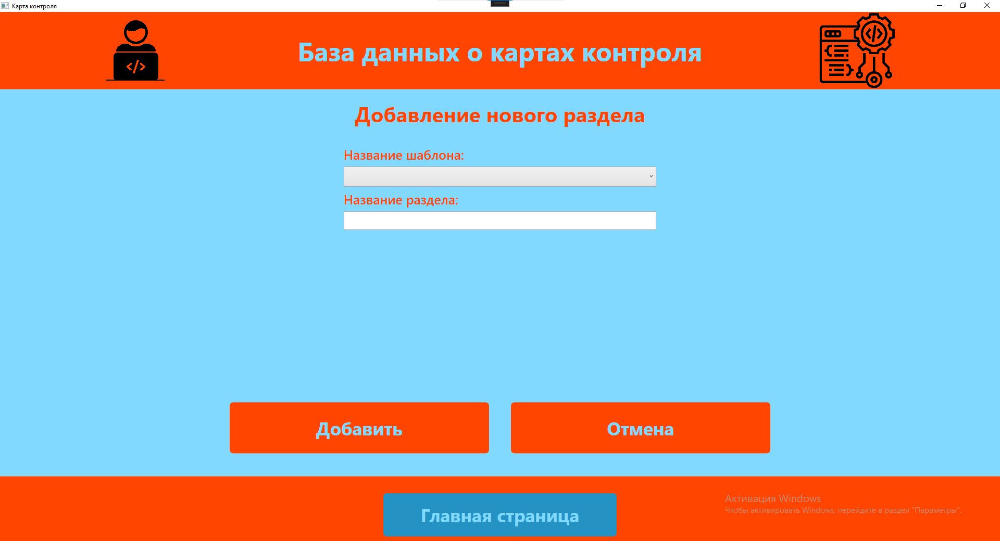 Карта контроля
База данных о картах контроля
Добавление нового раздела
Название шаблона:
Название раздела:
Добавить
Отмена
Главная страница
Активация Windows
Чтобы активировать Windows, перейдите в раздел "Параметры".